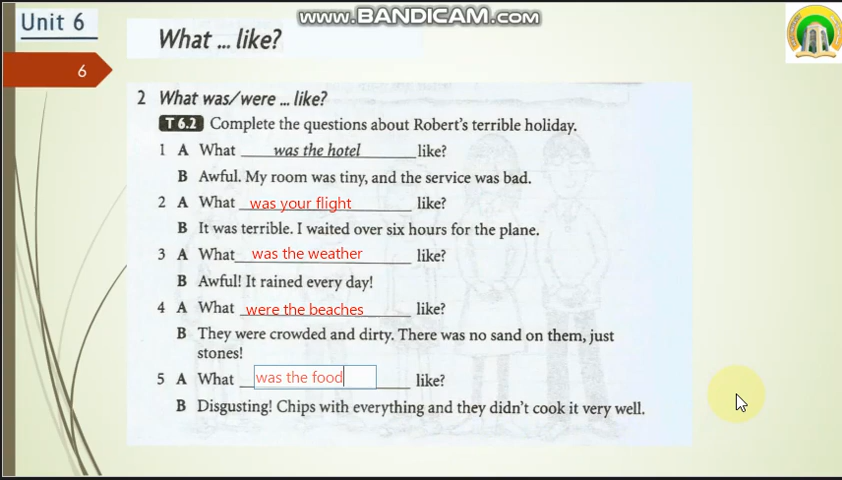 www.BANDICAM.com
Unit 6
What ... like?
6
2 What was/were ... like?
T 6.2 Complete the questions about Robert's terrible holiday.
1 A What was the hotel like?
B Awful. My room was tiny, and the service was bad.
2 A What was your flight like?
B It was terrible. I waited over six hours for the plane.
3 A What was the weather like?
B Awful! It rained every day!
4 A What were the beaches like?
B They were crowded and dirty. There was no sand on them, just
stones!
5 A What was the food like?
B Disgusting! Chips with everything and they didn't cook it very well.